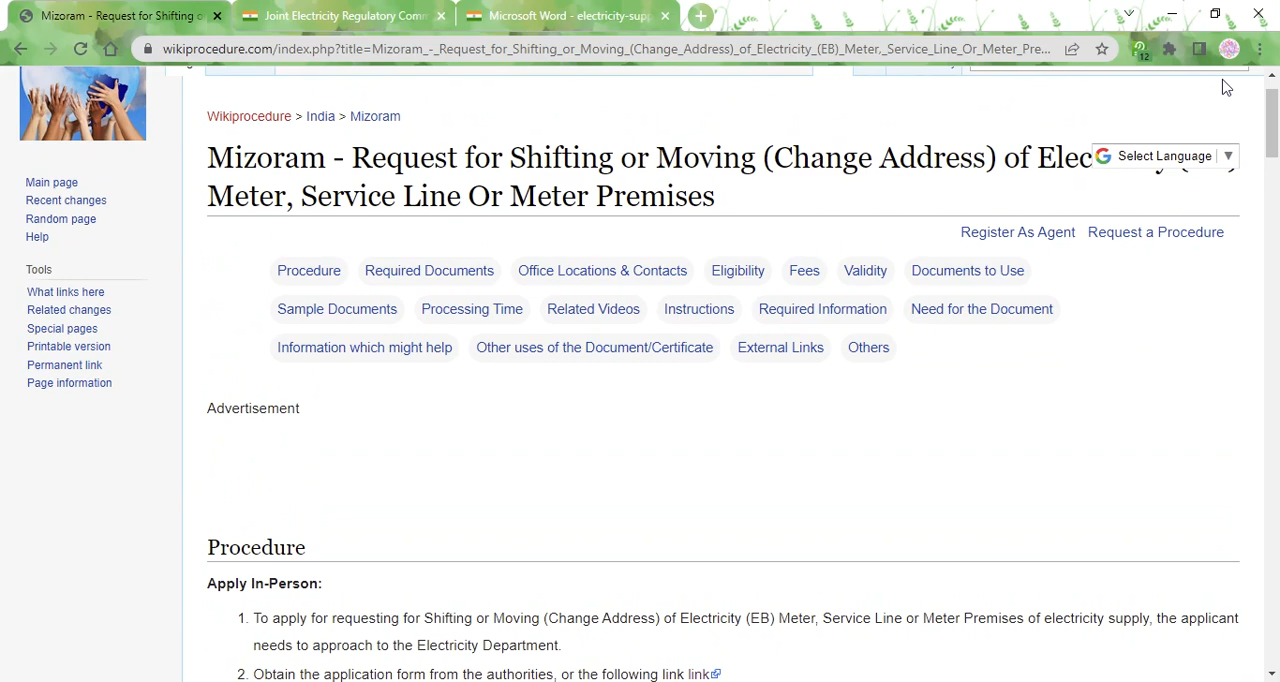 Mizoram - Request for Shifting o
Joint Electricity Regulatory Comm
Microsoft Word - electricity-supp
wikiprocedure.com/index.php?title=Mizoram_-_Request_for_Shifting_or_Moving_(Change_Address)_of_Electricity_(EB)_Meter,_Service_Line_Or_Meter_Pre...
12
Wikiprocedure > India > Mizoram
Mizoram - Request for Shifting or Moving (Change Address) of Elec
Select Language
Meter, Service Line Or Meter Premises
Main page
Recent changes
Random page
Help
Tools
What links here
Related changes
Special pages
Printable version
Permanent link
Page information
Register As Agent Request a Procedure
Procedure Required Documents Office Locations & Contacts Eligibility Fees Validity Documents to Use
Sample Documents Processing Time Related Videos Instructions Required Information Need for the Document
Information which might help Other uses of the Document/Certificate External Links Others
Advertisement
Procedure
Apply In-Person:
1. To apply for requesting for Shifting or Moving (Change Address) of Electricity (EB) Meter, Service Line or Meter Premises of electricity supply, the applicant
needs to approach to the Electricity Department.
2. Obtain the application form from the authorities, or the following link link